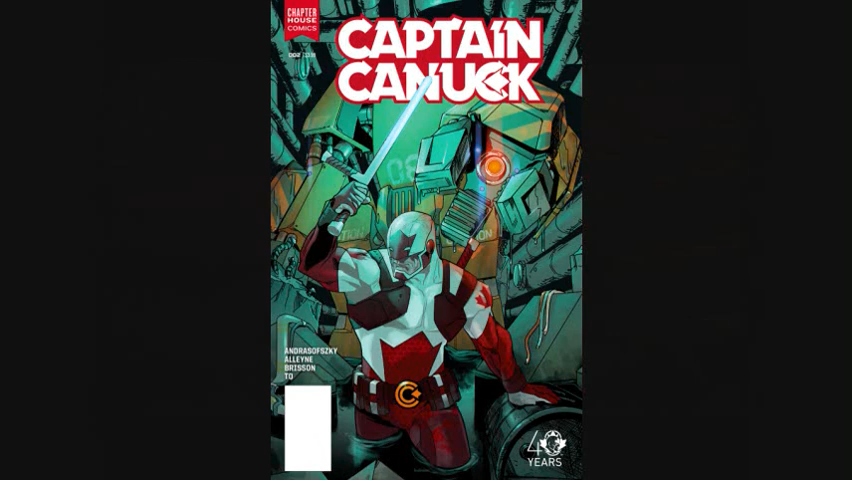 CHAPTER
HOUSE
COMICS
CAPTAIN
CANUCK
ANDRASOFSZKY
ALLEYNE
BRISSON
TO
40
YEARS